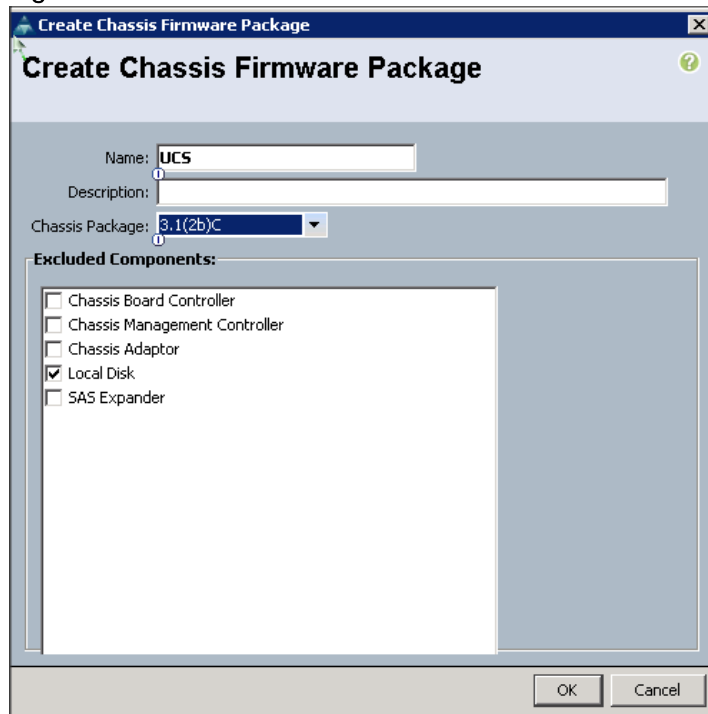 Create Chassis Firmware Package
Create Chassis Firmware Package
Name: UCS
Description:
Chassis Package: 3.1(2b)C
Excluded Components:
Chassis Board Controller
Chassis Management Controller
Chassis Adaptor
Local Disk
SAS Expander
OK Cancel